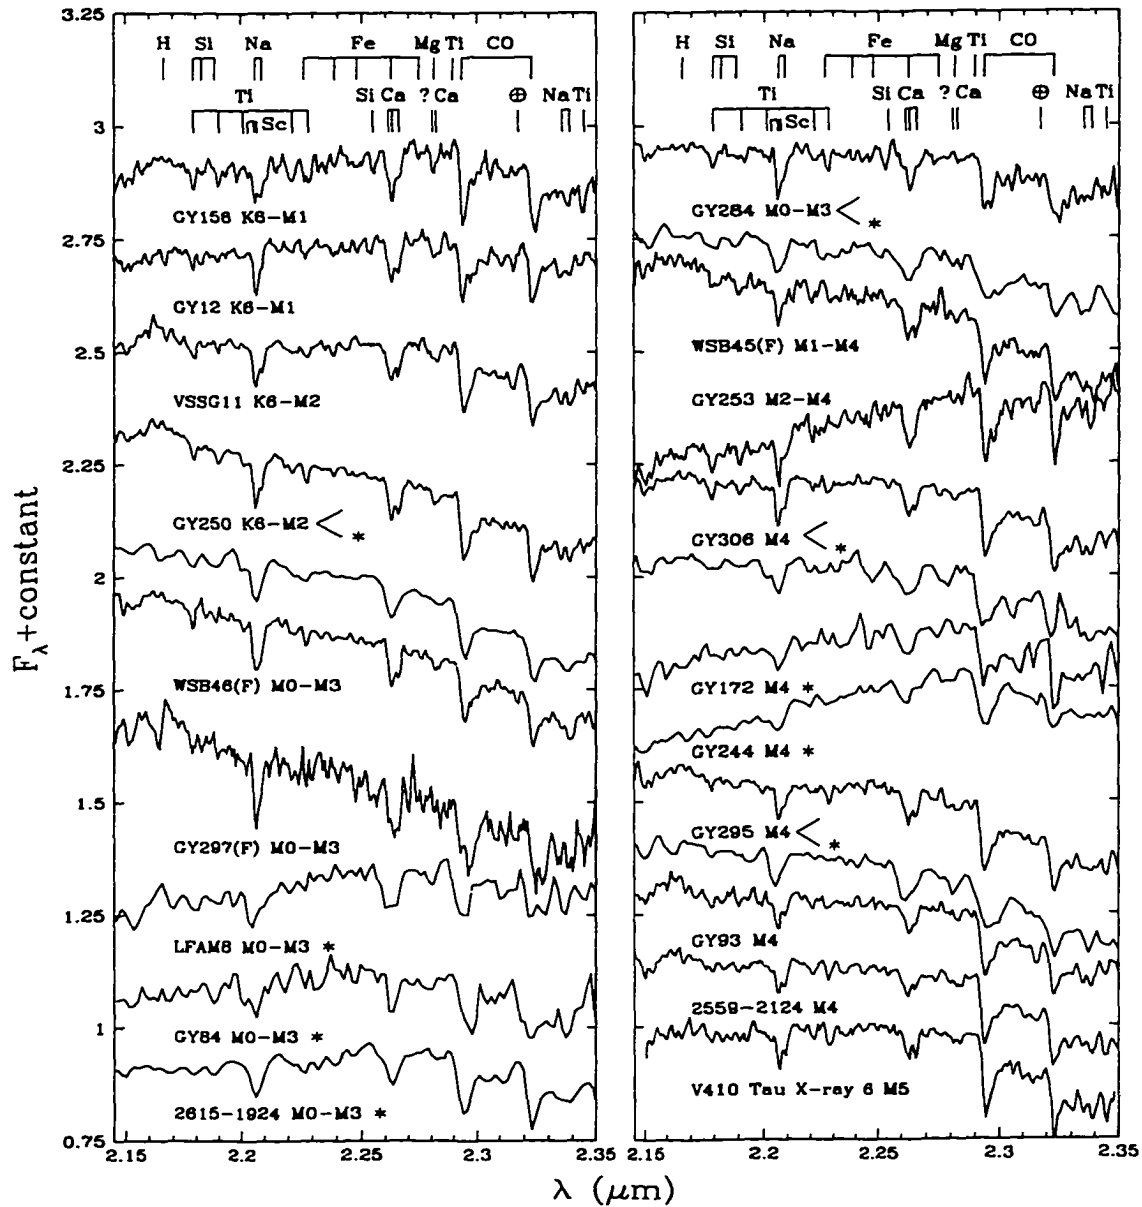 3.25
3
2.75
2.5
2.25
2
1.75
1.5
1.25
1
0.75
Fλ+constant
H Si Na Fe Mg Ti CO
Ti Sc Si Ca ? Ca ⊕ Na Ti
GY156 K6-M1
GY12 K6-M1
VSSG11 K6-M2
GY250 K6-M2 < *
WSB46(F) M0-M3
GY297(F) M0-M3
LFAM8 M0-M3 *
GY84 M0-M3 *
2615-1924 M0-M3 *
2.15 2.2 2.25 2.3 2.35
H Si Na Fe Mg Ti CO
Ti Sc Si Ca ? Ca ⊕ Na Ti
GY284 M0-M3 < *
WSB45(F) M1-M4
GY253 M2-M4
GY306 M4 < *
GY172 M4 *
GY244 M4 *
GY295 M4 < *
GY93 M4
2559-2124 M4
V410 Tau X-ray 6 M5
2.15 2.2 2.25 2.3 2.35
λ (μm)